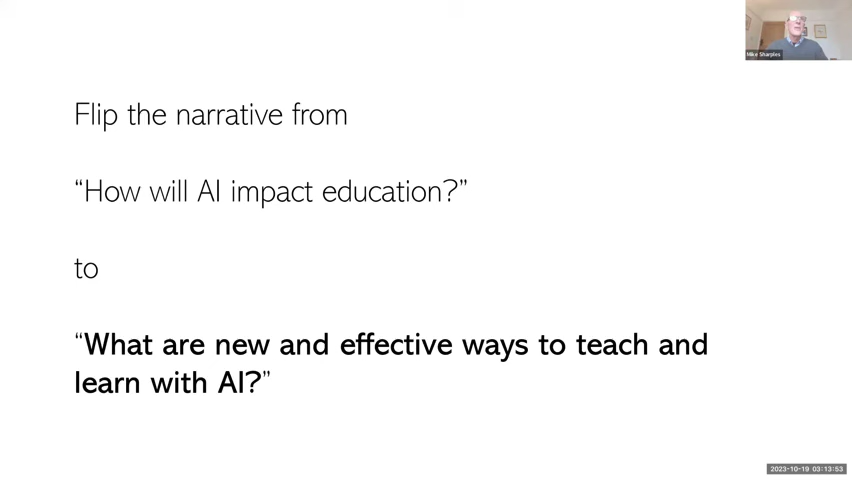 Mike Sharples
Flip the narrative from
“How will AI impact education?”
to
“What are new and effective ways to teach and
learn with AI?”
2023-10-19 03:13:53